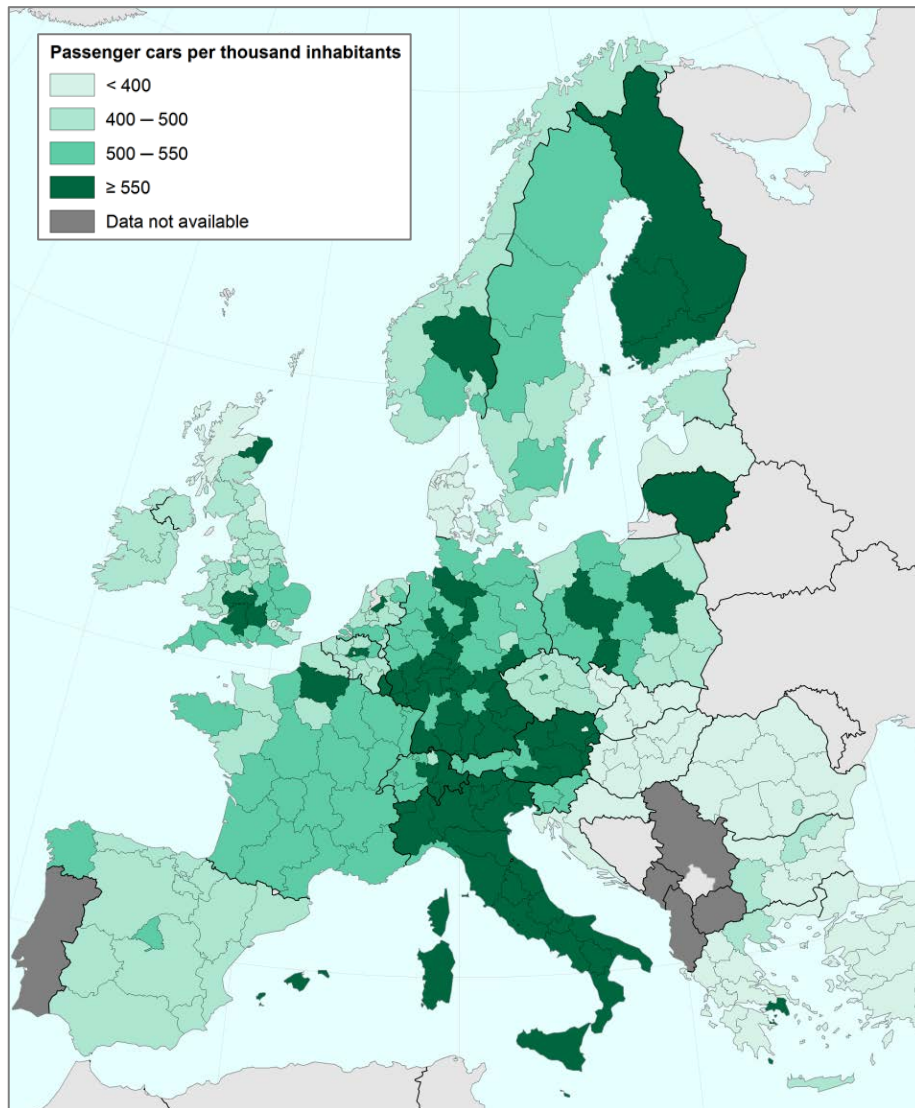 Passenger cars per thousand inhabitants
< 400
400 — 500
500 — 550
≥ 550
Data not available